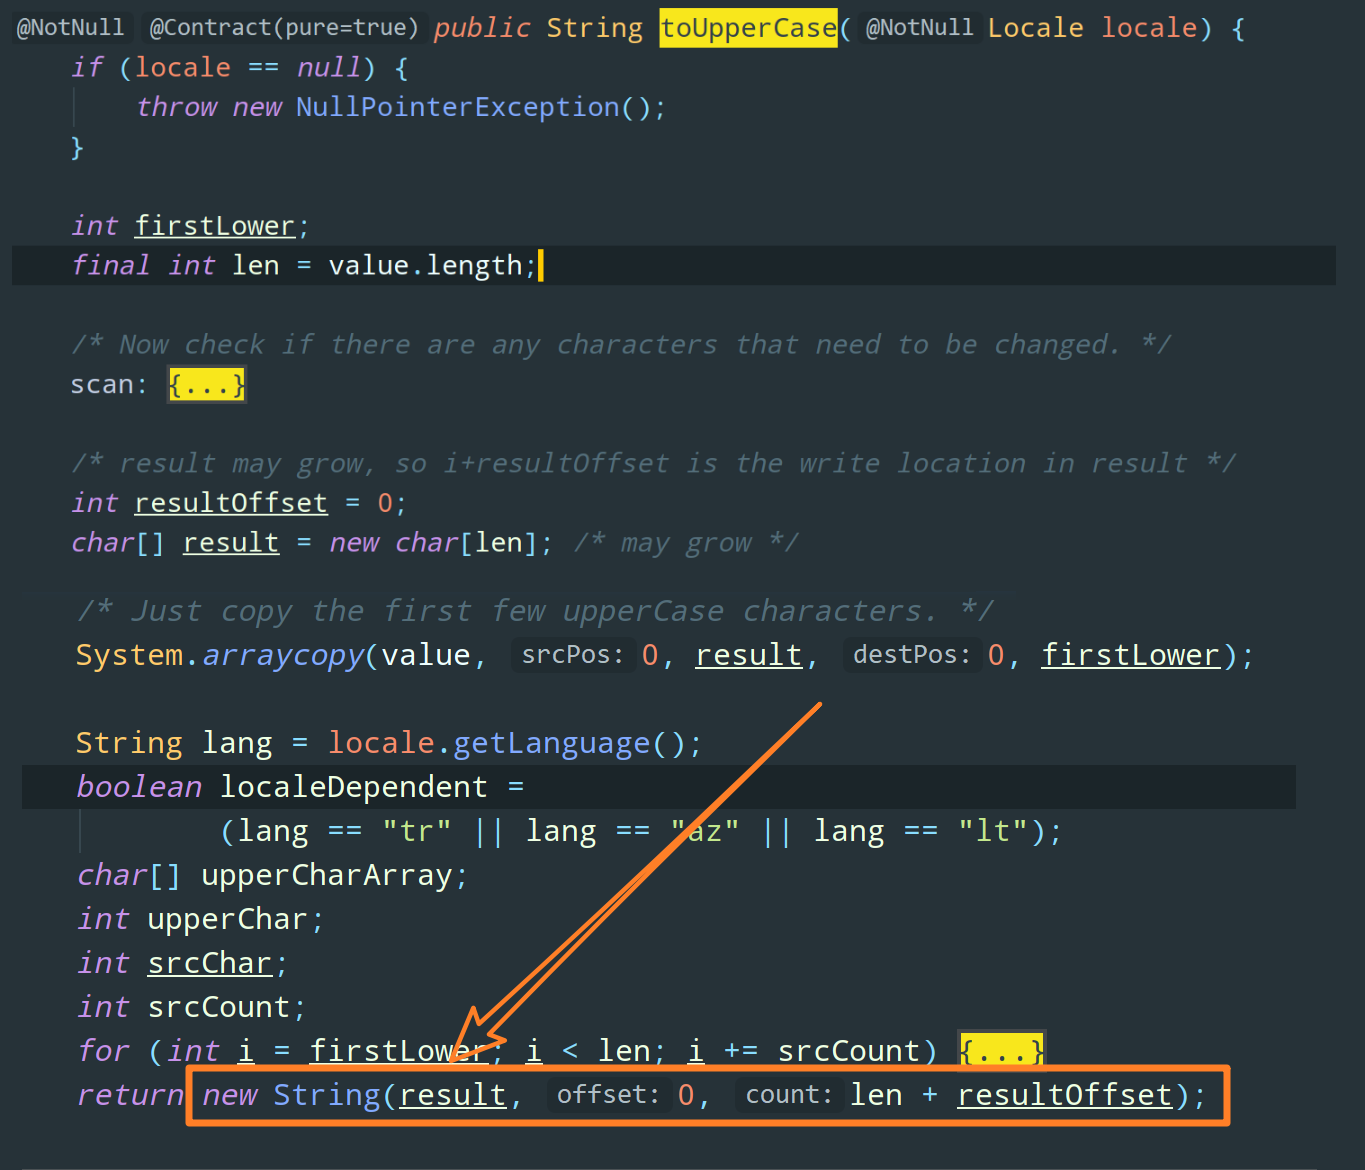 @NotNull @Contract(pure=true) public String toUpperCase( @NotNull Locale locale) {
if (locale == null) {
throw new NullPointerException();
}
int firstLower;
final int len = value.length;
/* Now check if there are any characters that need to be changed. */
scan: {...}
/* result may grow, so i+resultOffset is the write location in result */
int resultOffset = 0;
char[] result = new char[len]; /* may grow */
/* Just copy the first few upperCase characters. */
System.arraycopy(value, srcPos: 0, result, destPos: 0, firstLower);
String lang = locale.getLanguage();
boolean localeDependent =
(lang == "tr" || lang == "az" || lang == "lt");
char[] upperCharArray;
int upperChar;
int srcChar;
int srcCount;
for (int i = firstLower; i < len; i += srcCount) {...}
return new String(result, offset: 0, count: len + resultOffset);